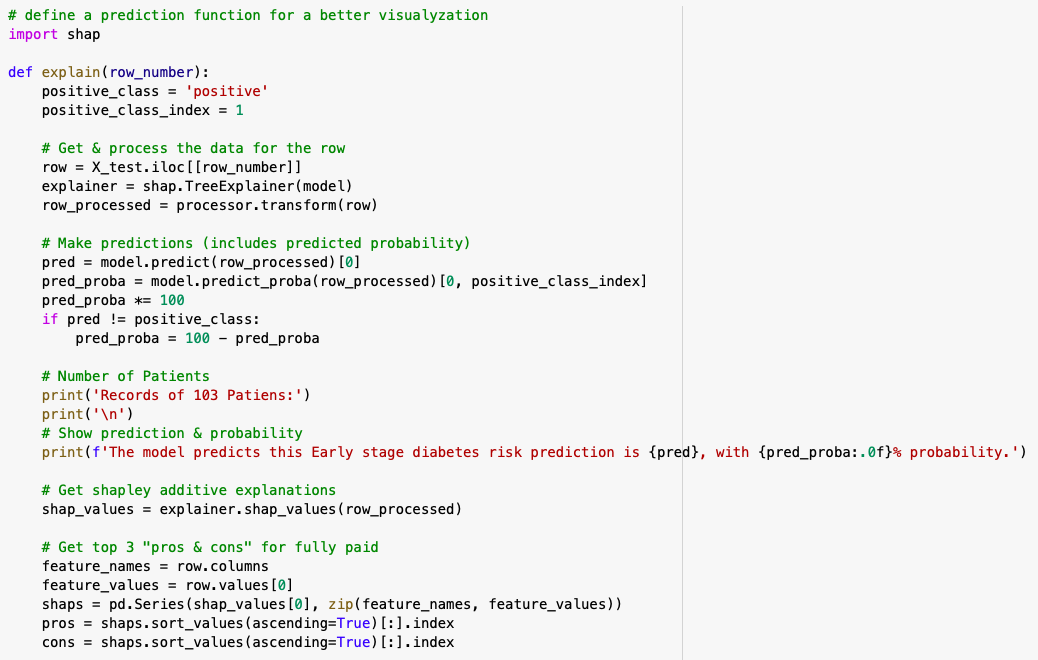 # define a prediction function for a better visualyzation
import shap

def explain(row_number):
    positive_class = 'positive'
    positive_class_index = 1

    # Get & process the data for the row
    row = X_test.iloc[[row_number]]
    explainer = shap.TreeExplainer(model)
    row_processed = processor.transform(row)

    # Make predictions (includes predicted probability)
    pred = model.predict(row_processed)[0]
    pred_proba = model.predict_proba(row_processed)[0, positive_class_index]
    pred_proba *= 100
    if pred != positive_class:
        pred_proba = 100 - pred_proba

    # Number of Patients
    print('Records of 103 Patiens:')
    print('\n')
    # Show prediction & probability
    print(f'The model predicts this Early stage diabetes risk prediction is {pred}, with {pred_proba:.0f}% probability.')

    # Get shapley additive explanations
    shap_values = explainer.shap_values(row_processed)

    # Get top 3 "pros & cons" for fully paid
    feature_names = row.columns
    feature_values = row.values[0]
    shaps = pd.Series(shap_values[0], zip(feature_names, feature_values))
    pros = shaps.sort_values(ascending=True)[:].index
    cons = shaps.sort_values(ascending=True)[:].index